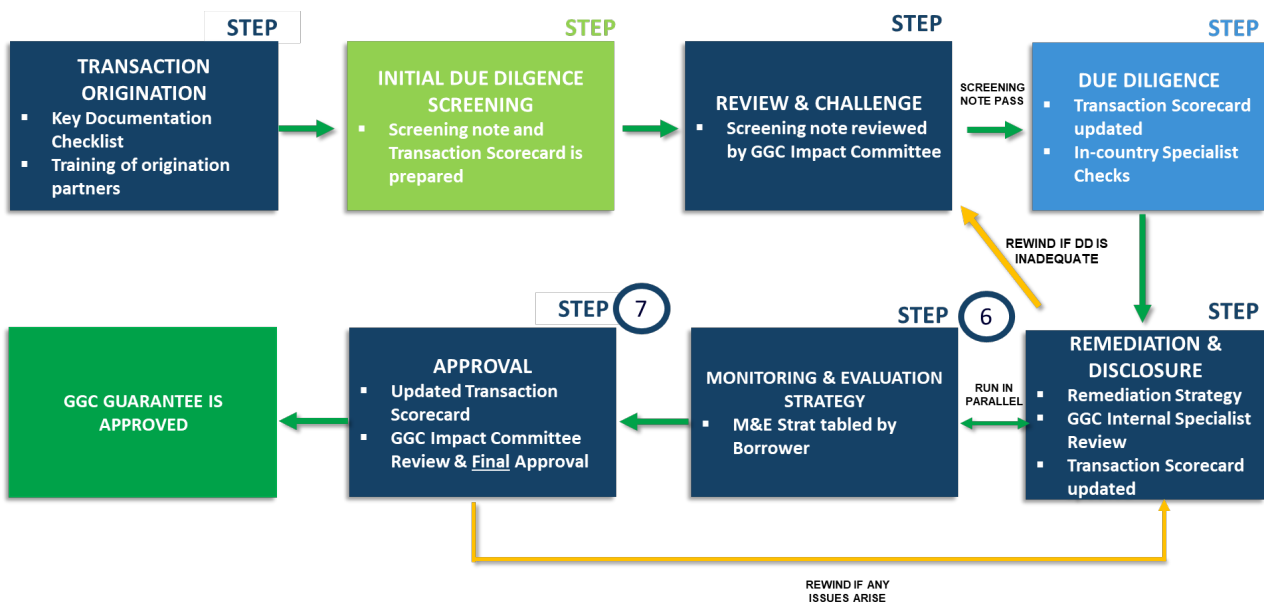 STEP
TRANSACTION
ORIGINATION
▪ Key Documentation
Checklist
▪ Training of origination
partners
STEP
INITIAL DUE DILGENCE
SCREENING
▪ Screening note and
Transaction Scorecard is
prepared
STEP
REVIEW & CHALLENGE
▪ Screening note reviewed
by GGC Impact Committee
SCREENING
NOTE PASS
STEP
DUE DILIGENCE
▪ Transaction Scorecard
updated
▪ In-country Specialist
Checks
REWIND IF DD IS
INADEQUATE
STEP
REMEDIATION &
DISCLOSURE
▪ Remediation Strategy
▪ GGC Internal Specialist
Review
▪ Transaction Scorecard
updated
RUN IN
PARALLEL
STEP 6
MONITORING & EVALUATION
STRATEGY
▪ M&E Strat tabled by
Borrower
STEP 7
APPROVAL
▪ Updated Transaction
Scorecard
▪ GGC Impact Committee
Review & Final Approval
GGC GUARANTEE IS
APPROVED
REWIND IF ANY
ISSUES ARISE